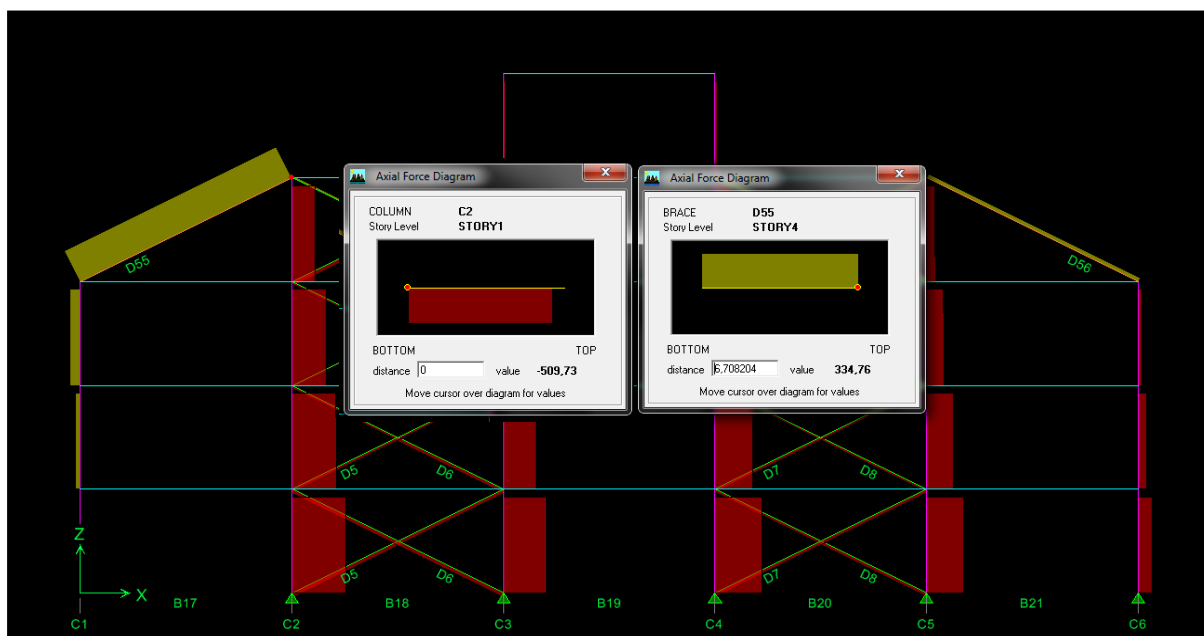 Axial Force Diagram
COLUMN C2
Story Level STORY1
BOTTOM TOP
distance 0 value -509,73
Move cursor over diagram for values
Axial Force Diagram
BRACE D55
Story Level STORY4
BOTTOM TOP
distance 6,708204 value 334,76
Move cursor over diagram for values
D55
D56
D5 D6 D7 D8
D5 D6 D7 D8
Z
X
B17 B18 B19 B20 B21
C1 C2 C3 C4 C5 C6